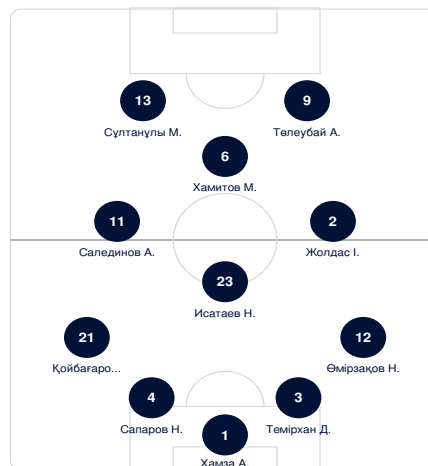 13
9
Сұлтанұлы М.
Төлеубай А.
6
Хамитов М.
11
2
Салединов А.
Жолдас І.
23
Исатаев Н.
21
12
Қойбағаро...
Өмірзақов Н.
4
3
Сапаров Н.
Темірхан Д.
1
Хамза А